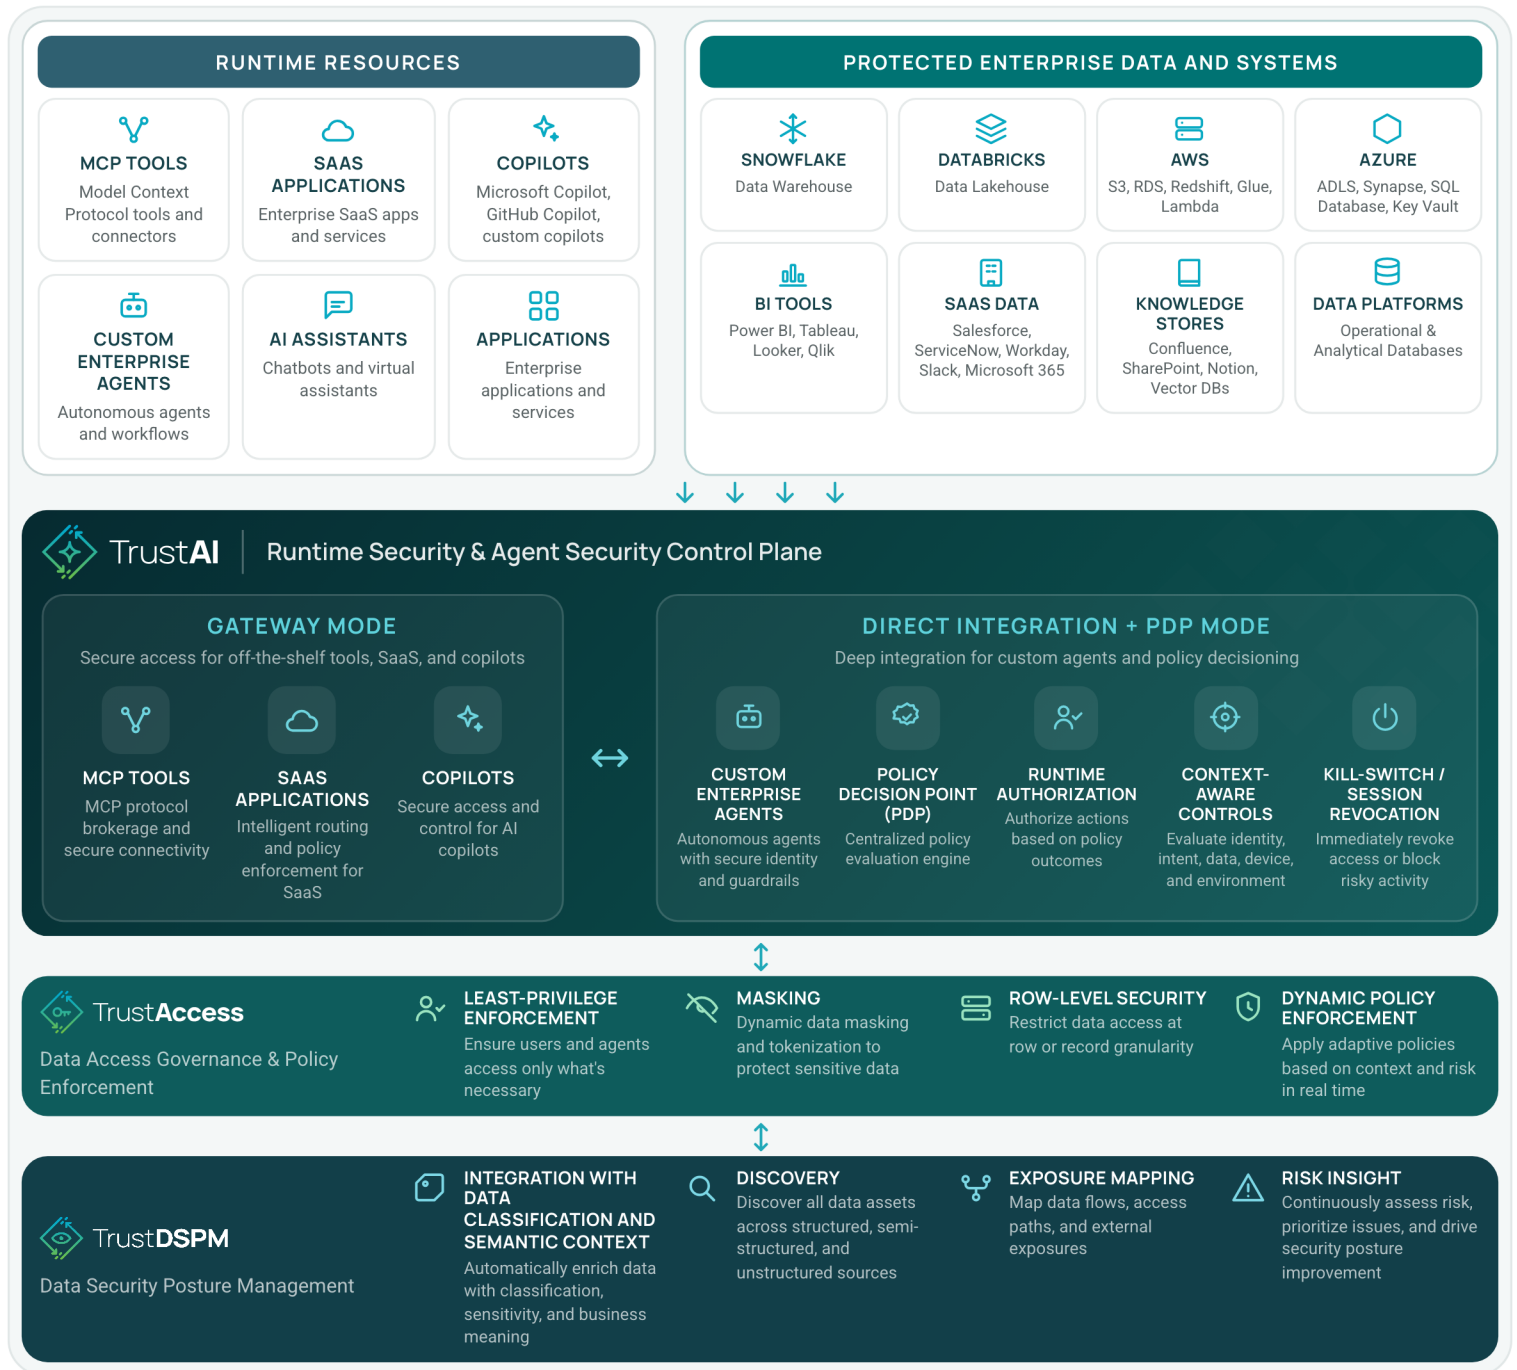 RUNTIME RESOURCES
MCP TOOLS
Model Context
Protocol tools and
connectors
SAAS
APPLICATIONS
Enterprise SaaS apps
and services
COPILOTS
Microsoft Copilot,
GitHub Copilot,
custom copilots
CUSTOM
ENTERPRISE
AGENTS
Autonomous agents
and workflows
AI ASSISTANTS
Chatbots and virtual
assistants
APPLICATIONS
Enterprise
applications and
services
PROTECTED ENTERPRISE DATA AND SYSTEMS
SNOWFLAKE
Data Warehouse
DATABRICKS
Data Lakehouse
AWS
S3, RDS, Redshift, Glue,
Lambda
AZURE
ADLS, Synapse, SQL
Database, Key Vault
BI TOOLS
Power BI, Tableau,
Looker, Qlik
SAAS DATA
Salesforce,
ServiceNow, Workday,
Slack, Microsoft 365
KNOWLEDGE
STORES
Confluence,
SharePoint, Notion,
Vector DBs
DATA PLATFORMS
Operational &
Analytical Databases
TrustAI
Runtime Security & Agent Security Control Plane
GATEWAY MODE
Secure access for off-the-shelf tools, SaaS, and copilots
MCP TOOLS
MCP protocol
brokerage and
secure connectivity
SAAS
APPLICATIONS
Intelligent routing
and policy
enforcement for
SaaS
COPILOTS
Secure access and
control for AI
copilots
DIRECT INTEGRATION + PDP MODE
Deep integration for custom agents and policy decisioning
CUSTOM
ENTERPRISE
AGENTS
Autonomous agents
with secure identity
and guardrails
POLICY
DECISION POINT
(PDP)
Centralized policy
evaluation engine
RUNTIME
AUTHORIZATION
Authorize actions
based on policy
outcomes
CONTEXT-
AWARE
CONTROLS
Evaluate identity,
intent, data, device,
and environment
KILL-SWITCH /
SESSION
REVOCATION
Immediately revoke
access or block
risky activity
TrustAccess
Data Access Governance & Policy
Enforcement
LEAST-PRIVILEGE
ENFORCEMENT
Ensure users and agents
access only what's
necessary
MASKING
Dynamic data masking
and tokenization to
protect sensitive data
ROW-LEVEL SECURITY
Restrict data access at
row or record granularity
DYNAMIC POLICY
ENFORCEMENT
Apply adaptive policies
based on context and risk
in real time
TrustDSPM
Data Security Posture Management
INTEGRATION WITH
DATA
CLASSIFICATION AND
SEMANTIC CONTEXT
Automatically enrich data
with classification,
sensitivity, and business
meaning
DISCOVERY
Discover all data assets
across structured, semi-
structured, and
unstructured sources
EXPOSURE MAPPING
Map data flows, access
paths, and external
exposures
RISK INSIGHT
Continuously assess risk,
prioritize issues, and drive
security posture
improvement